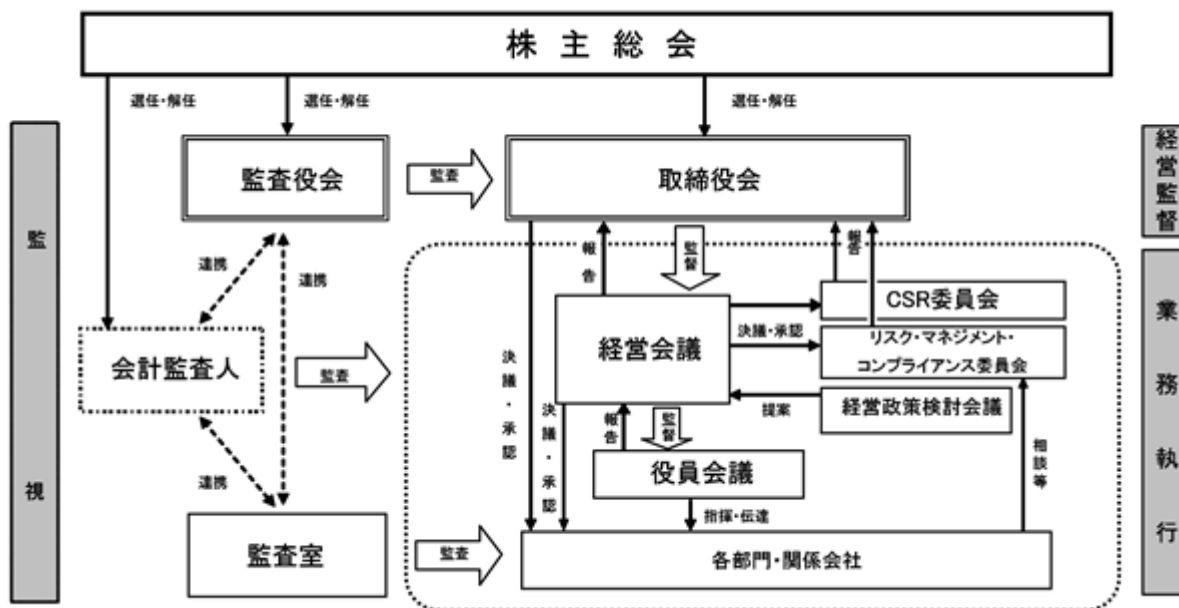 株主総会
選任・解任
選任・解任
選任・解任
監視
経営監督
業務執行
監査役会
監査
取締役会
連携
連携
報告
監督
報告
CSR委員会
決議・承認
リスク・マネジメント・
コンプライアンス委員会
経営会議
会計監査人
監査
提案
経営政策検討会議
決議・承認
決議・承認
報告
監督
役員会議
相談等
連携
指揮・伝達
監査室
監査
各部門・関係会社